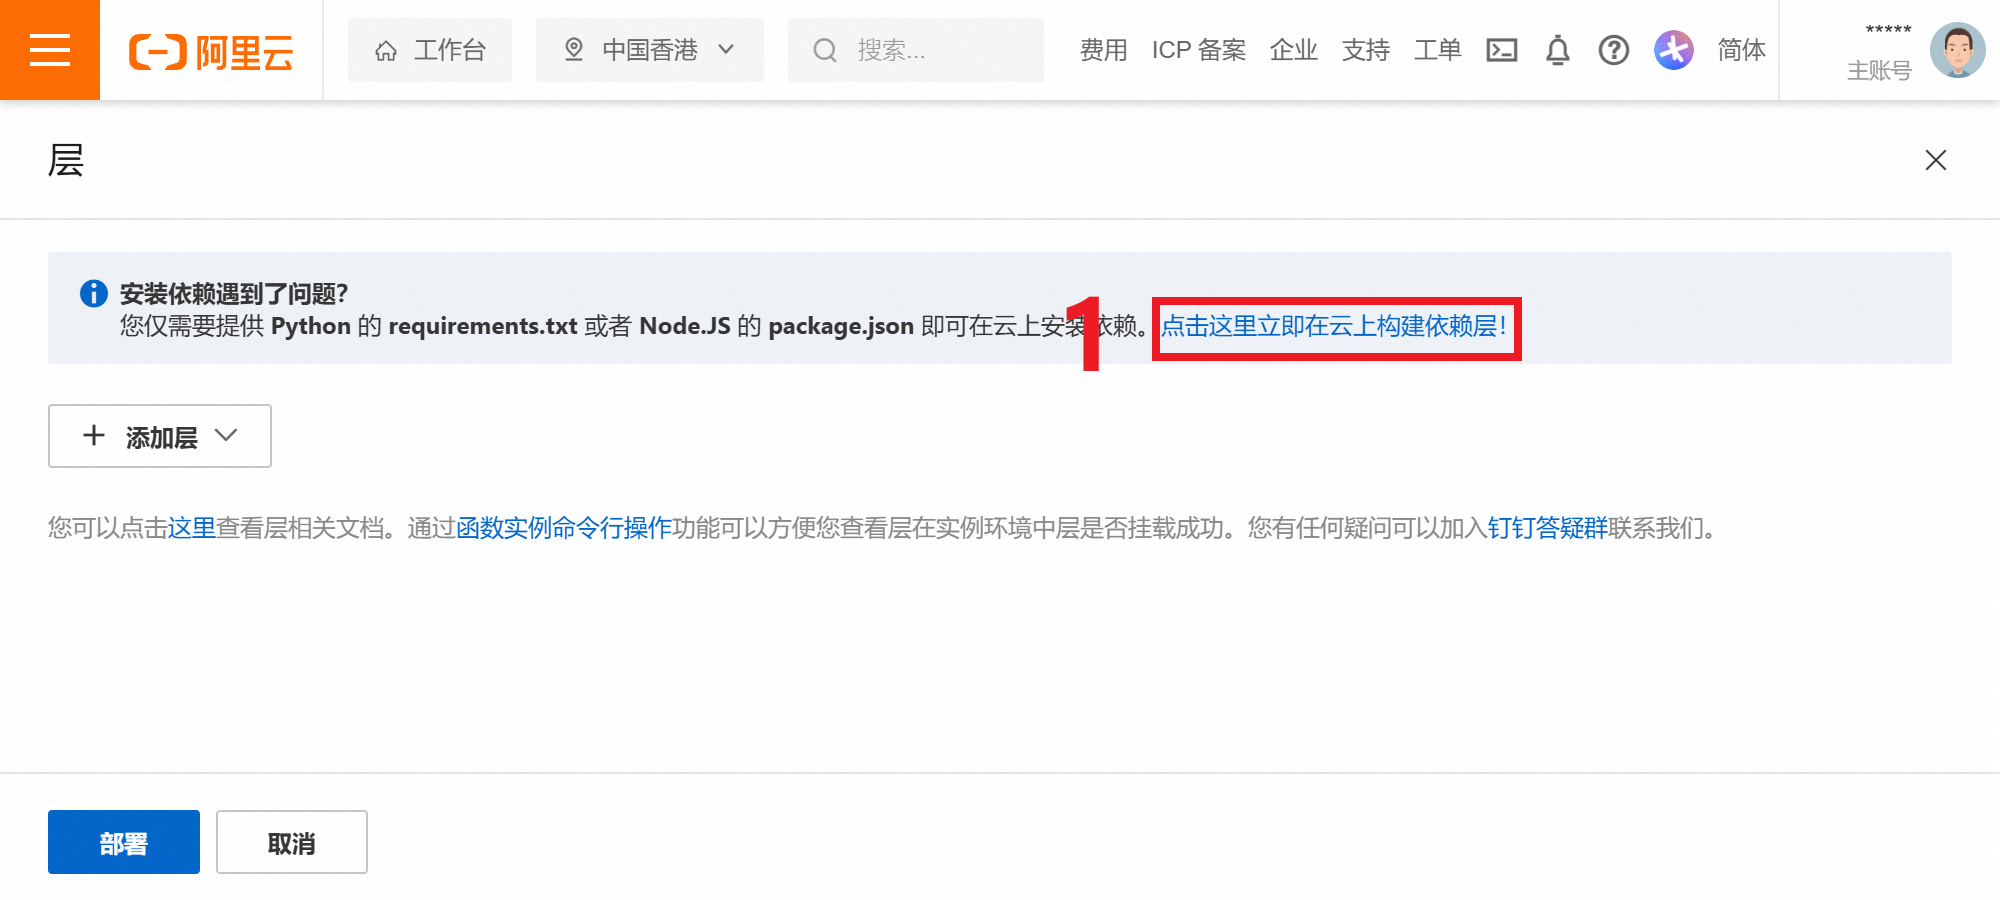 阿里云
工作台
中国香港
搜索...
费用
ICP 备案
企业
支持
工单
简体
*****
主账号
层
安装依赖遇到了问题?
您仅需要提供 Python 的 requirements.txt 或者 Node.JS 的 package.json 即可在云上安装依赖。点击这里立即在云上构建依赖层!
1
添加层
您可以点击这里查看层相关文档。通过函数实例命令行操作功能可以方便您查看层在实例环境中层是否挂载成功。您有任何疑问可以加入钉钉答疑群联系我们。
部署
取消